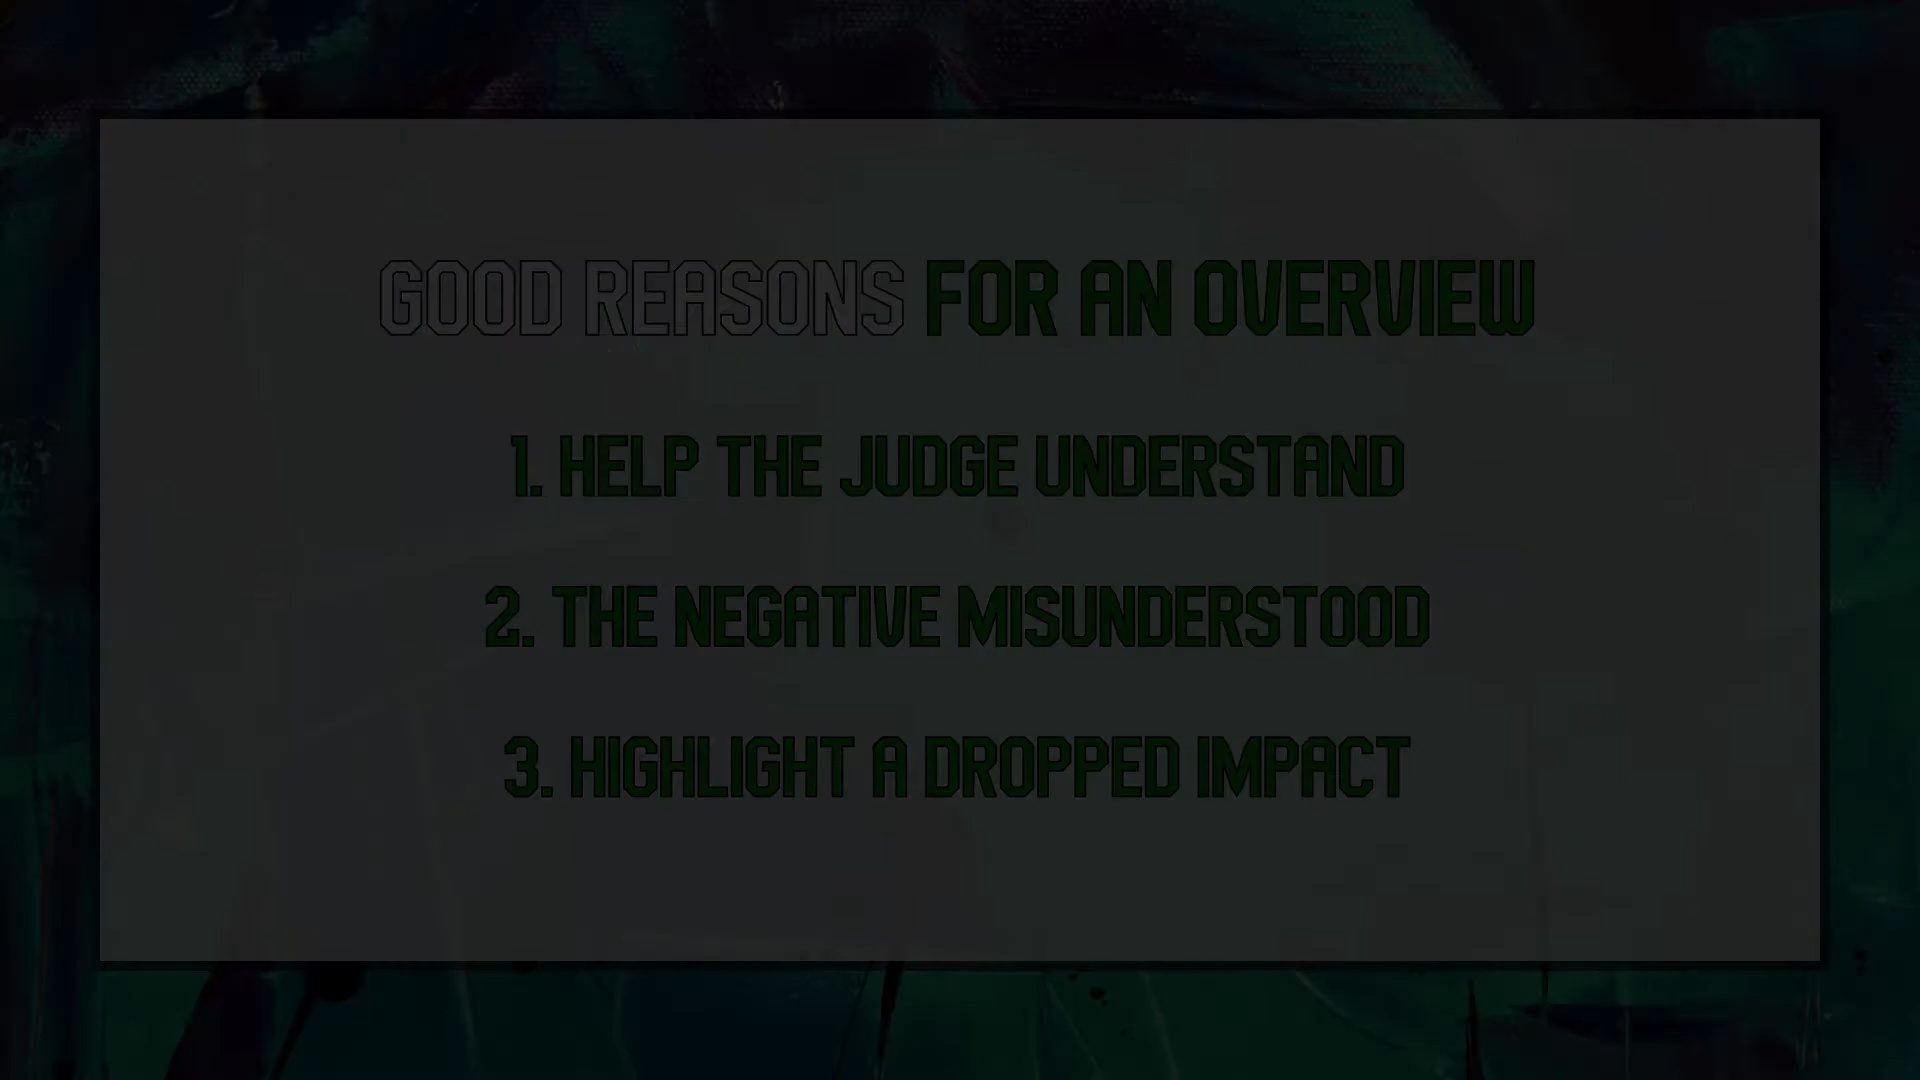 GOOD REASONS FOR AN OVERVIEW
1. HELP THE JUDGE UNDERSTAND
2. THE NEGATIVE MISUNDERSTOOD
3. HIGHLIGHT A DROPPED IMPACT